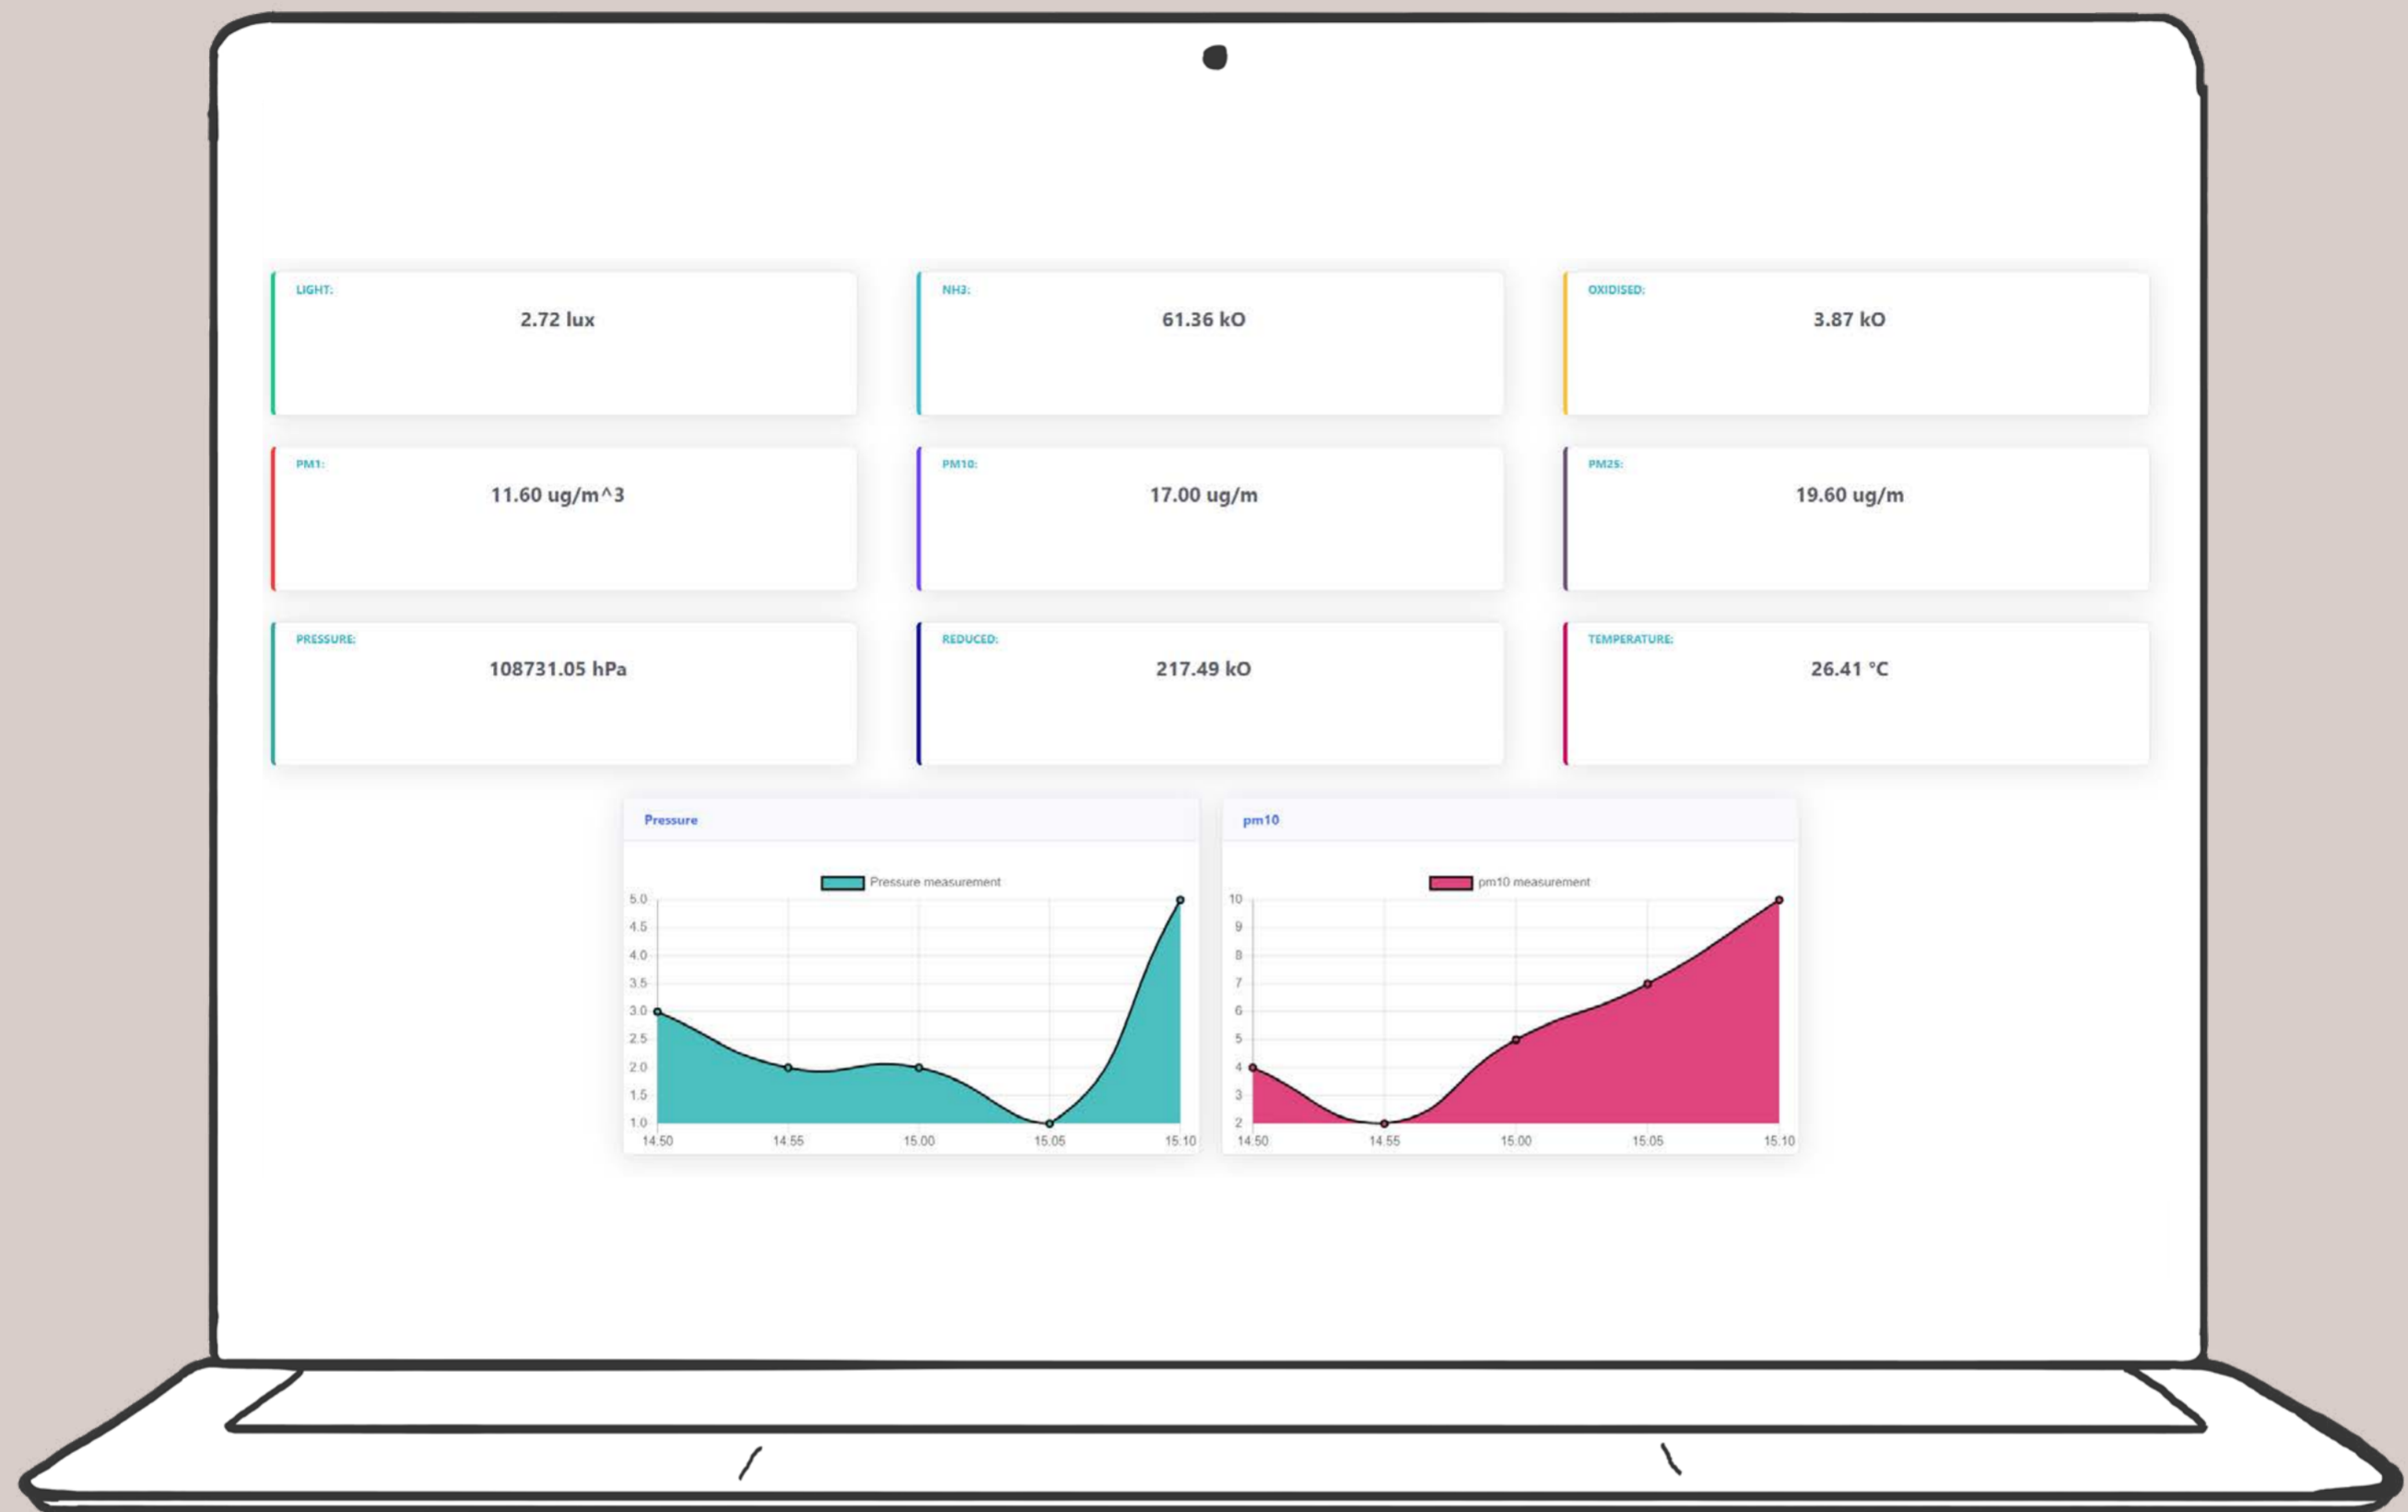 LIGHT:
2.72 lux
NH3:
61.36 kO
OXIDISED:
3.87 kO
PM1:
11.60 ug/m^3
PM10:
17.00 ug/m
PM25:
19.60 ug/m
PRESSURE:
108731.05 hPa
REDUCED:
217.49 kO
TEMPERATURE:
26.41 °C
Pressure
Pressure measurement
5.0
4.5
4.0
3.5
3.0
2.5
2.0
1.5
1.0
14.50 14.55 15.00 15.05 15.10
pm10
pm10 measurement
10
9
8
7
6
5
4
3
2
14.50 14.55 15.00 15.05 15.10